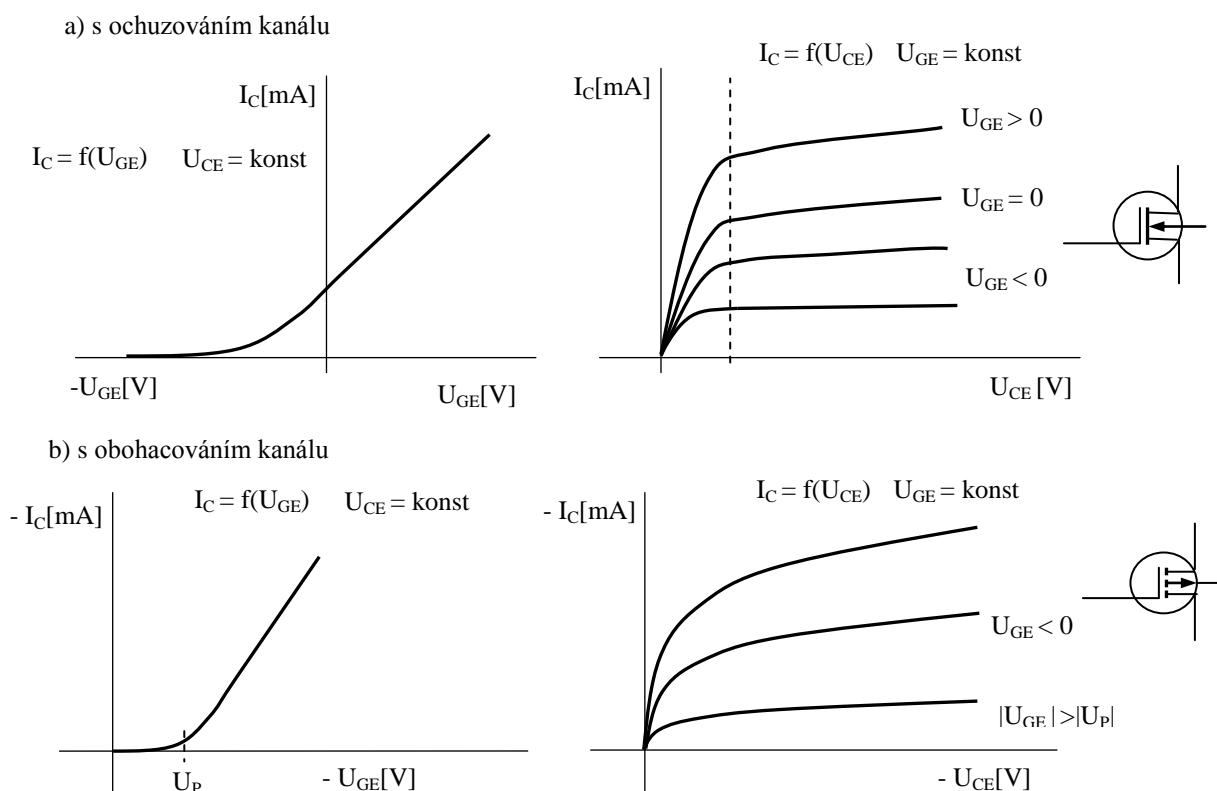 a) s ochuzováním kanálu
I_C = f(U_CE) U_GE = konst
I_C[mA]
I_C[mA]
U_GE > 0
I_C = f(U_GE) U_CE = konst
U_GE = 0
U_GE < 0
-U_GE[V]
U_GE[V]
U_CE [V]
b) s obohacováním kanálu
I_C = f(U_GE) U_CE = konst
I_C = f(U_CE) U_GE = konst
- I_C[mA]
- I_C[mA]
U_GE < 0
|U_GE | >|U_P|
U_P
- U_GE[V]
- U_CE[V]